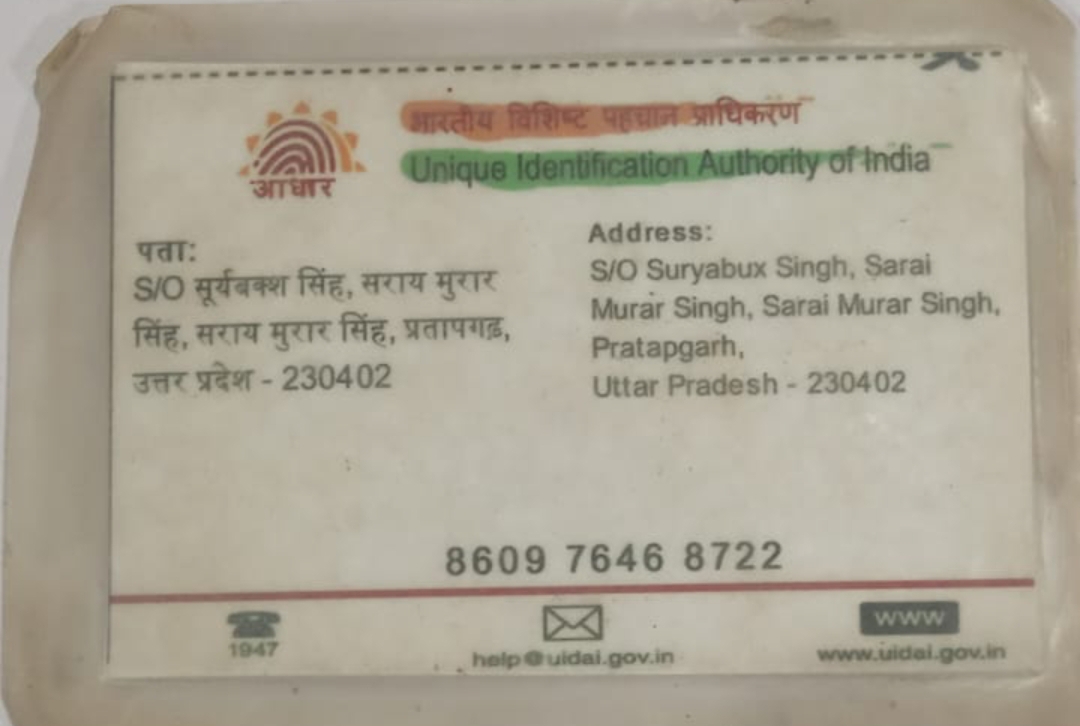 भारतीय विशिष्ट पहचान प्राधिकरण
Unique Identification Authority of India
आधार
पता:
S/O सूर्यबक्श सिंह, सराय मुरार
सिंह, सराय मुरार सिंह, प्रतापगढ़,
उत्तर प्रदेश - 230402
Address:
S/O Suryabux Singh, Sarai
Murar Singh, Sarai Murar Singh,
Pratapgarh,
Uttar Pradesh - 230402
8609 7646 8722
1947
help@uidai.gov.in
www
www.uidai.gov.in